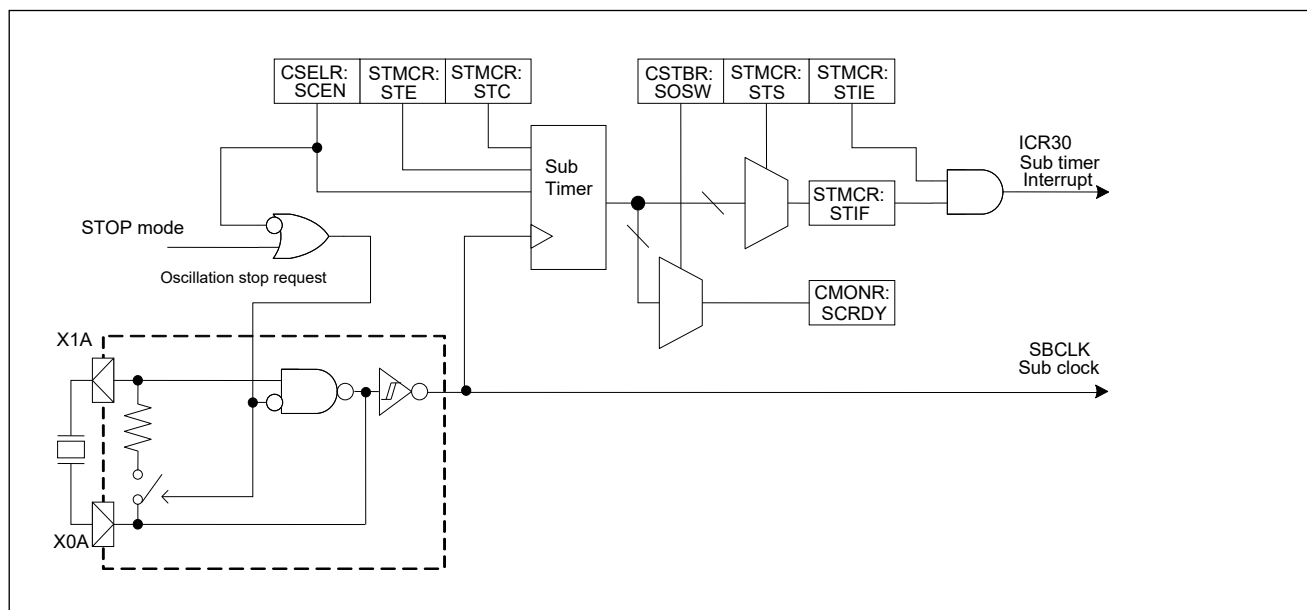 CSELR:
SCEN
STMCR:
STE
STMCR:
STC
CSTBR:
SOSW
STMCR:
STS
STMCR:
STIE
ICR30
Sub timer
Interrupt
Sub
Timer
STMCR:
STIF
STOP mode
Oscillation stop request
CMONR:
SCRDY
X1A
SBCLK
Sub clock
X0A